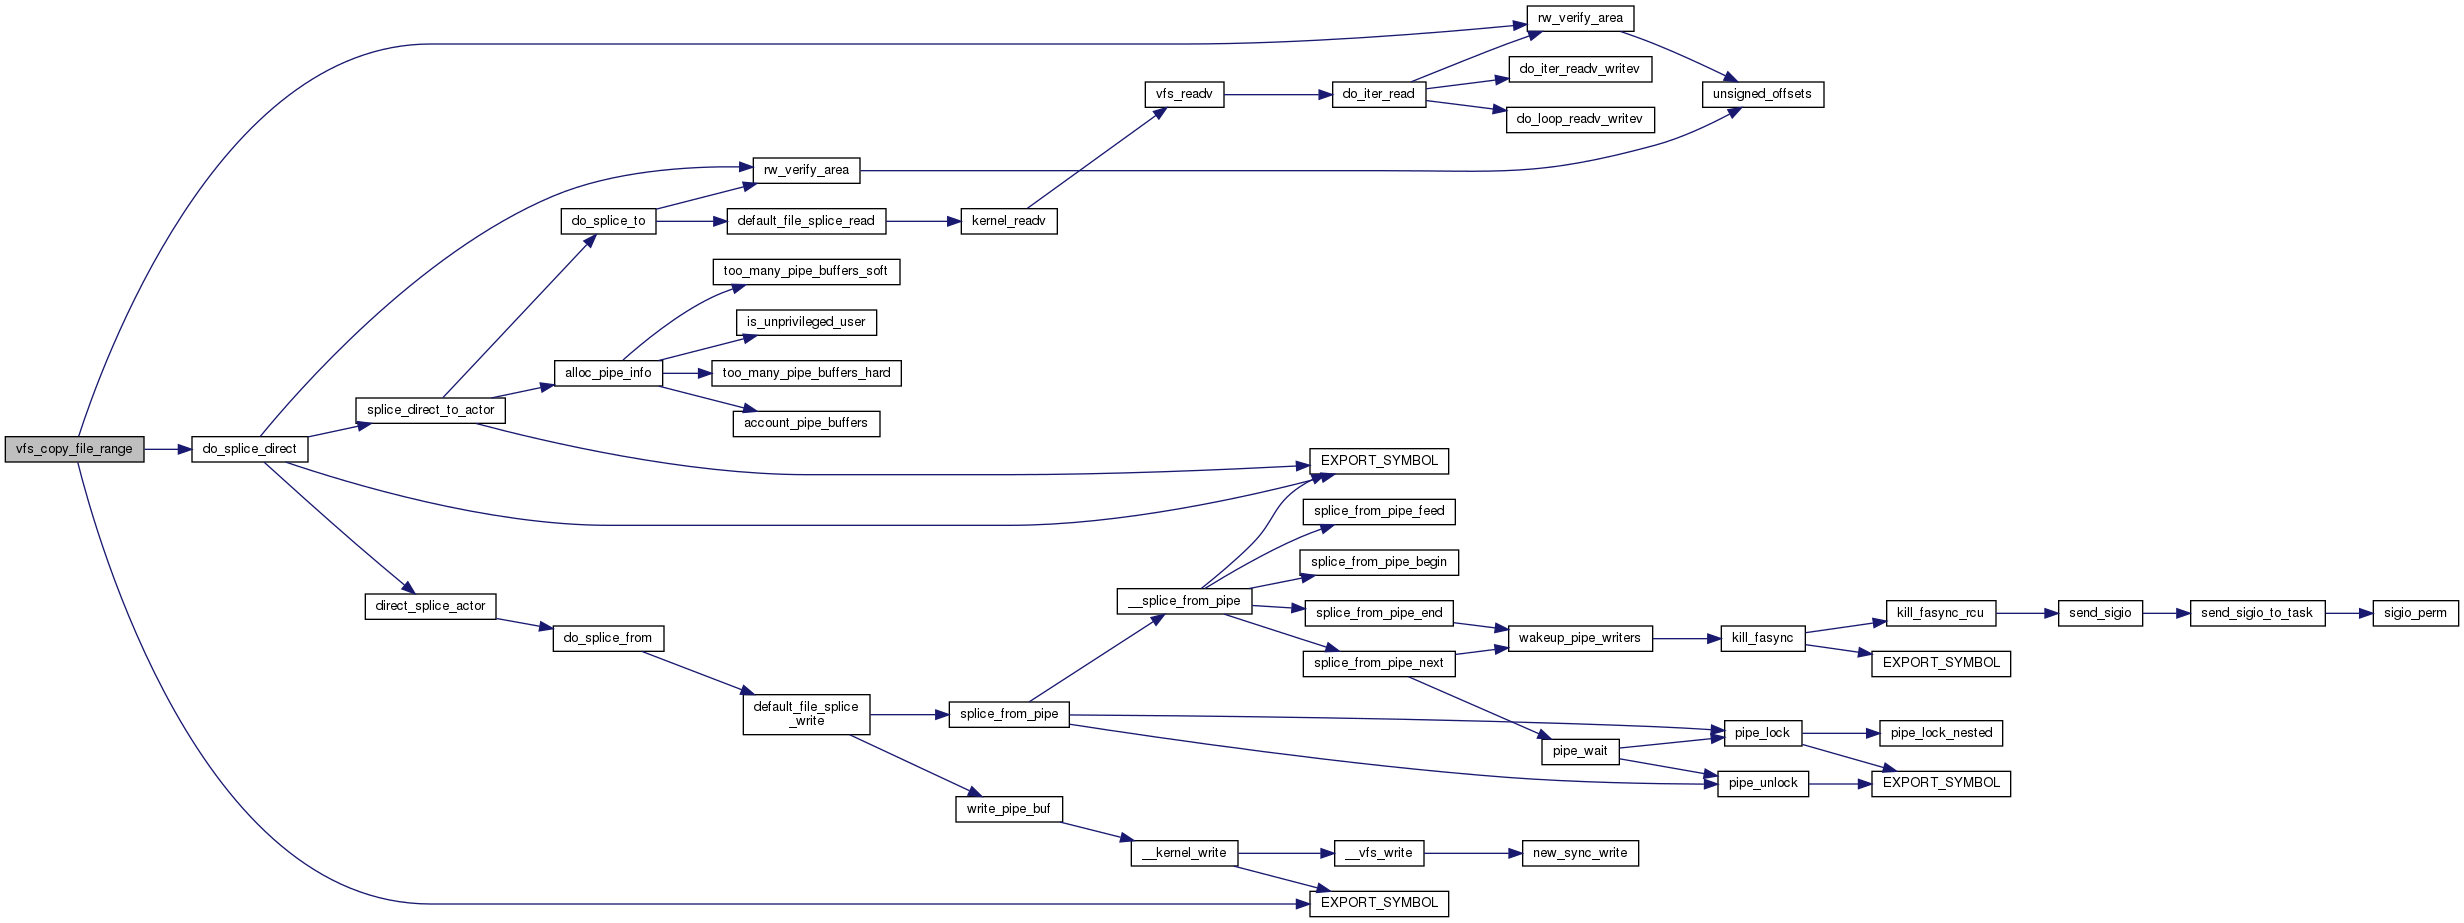 rw_verify_area
do_iter_readv_writev
vfs_readv
do_iter_read
unsigned_offsets
do_loop_readv_writev
rw_verify_area
do_splice_to
default_file_splice_read
kernel_readv
too_many_pipe_buffers_soft
is_unprivileged_user
alloc_pipe_info
too_many_pipe_buffers_hard
splice_direct_to_actor
account_pipe_buffers
vfs_copy_file_range
do_splice_direct
EXPORT_SYMBOL
splice_from_pipe_feed
splice_from_pipe_begin
direct_splice_actor
__splice_from_pipe
splice_from_pipe_end
kill_fasync_rcu
send_sigio
send_sigio_to_task
sigio_perm
do_splice_from
wakeup_pipe_writers
kill_fasync
splice_from_pipe_next
EXPORT_SYMBOL
default_file_splice
_write
splice_from_pipe
pipe_lock
pipe_lock_nested
pipe_wait
pipe_unlock
EXPORT_SYMBOL
write_pipe_buf
__kernel_write
__vfs_write
new_sync_write
EXPORT_SYMBOL